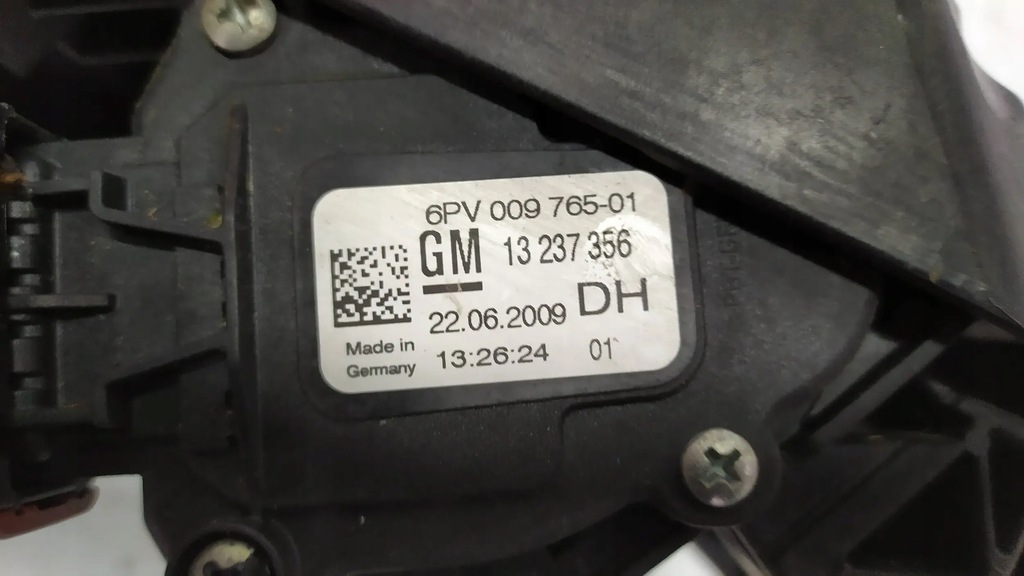 6PV 009 765-01
GM 13 237 356
22.06.2009 DH
Made in
Germany
13:26:24 01